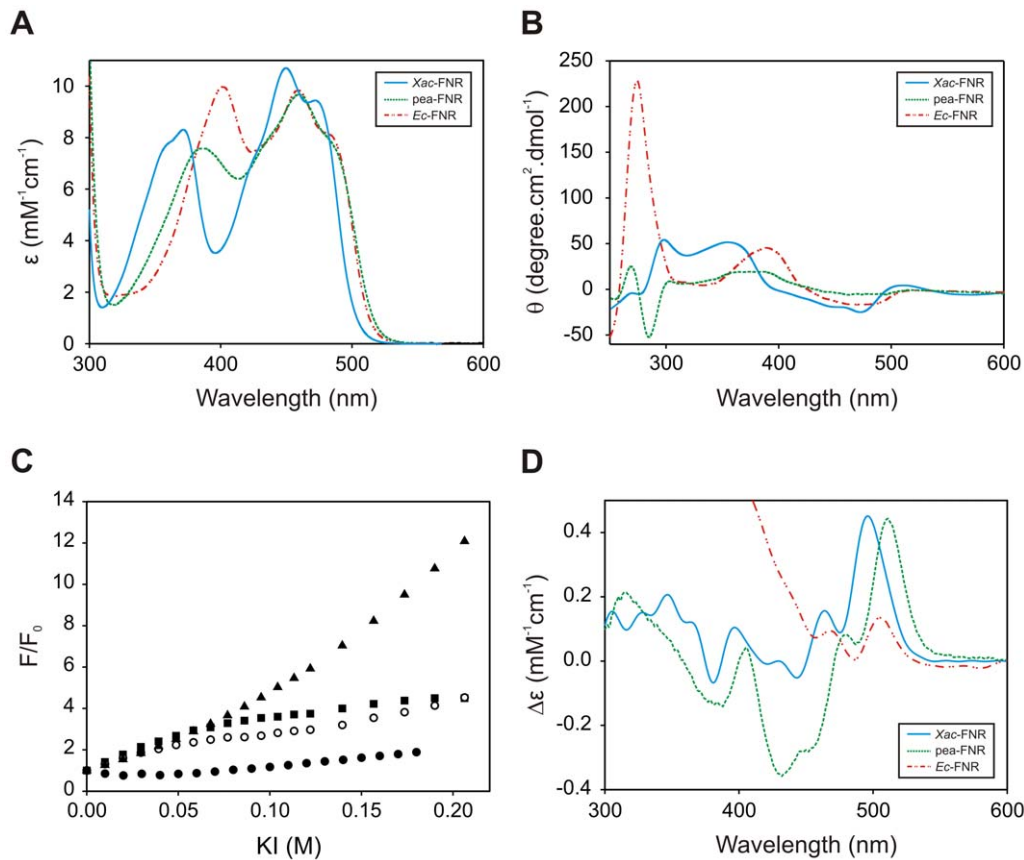 A
ε (mM⁻¹cm⁻¹)
10
8
6
4
2
0
300
400
500
600
Wavelength (nm)
Xac-FNR
pea-FNR
Ec-FNR
B
θ (degree.cm².dmol⁻¹)
250
200
150
100
50
0
-50
300
400
500
600
Wavelength (nm)
Xac-FNR
pea-FNR
Ec-FNR
C
F/F₀
14
12
10
8
6
4
2
0
0.00
0.05
0.10
0.15
0.20
KI (M)
D
Δε (mM⁻¹cm⁻¹)
0.4
0.2
0.0
-0.2
-0.4
300
400
500
600
Wavelength (nm)
Xac-FNR
pea-FNR
Ec-FNR